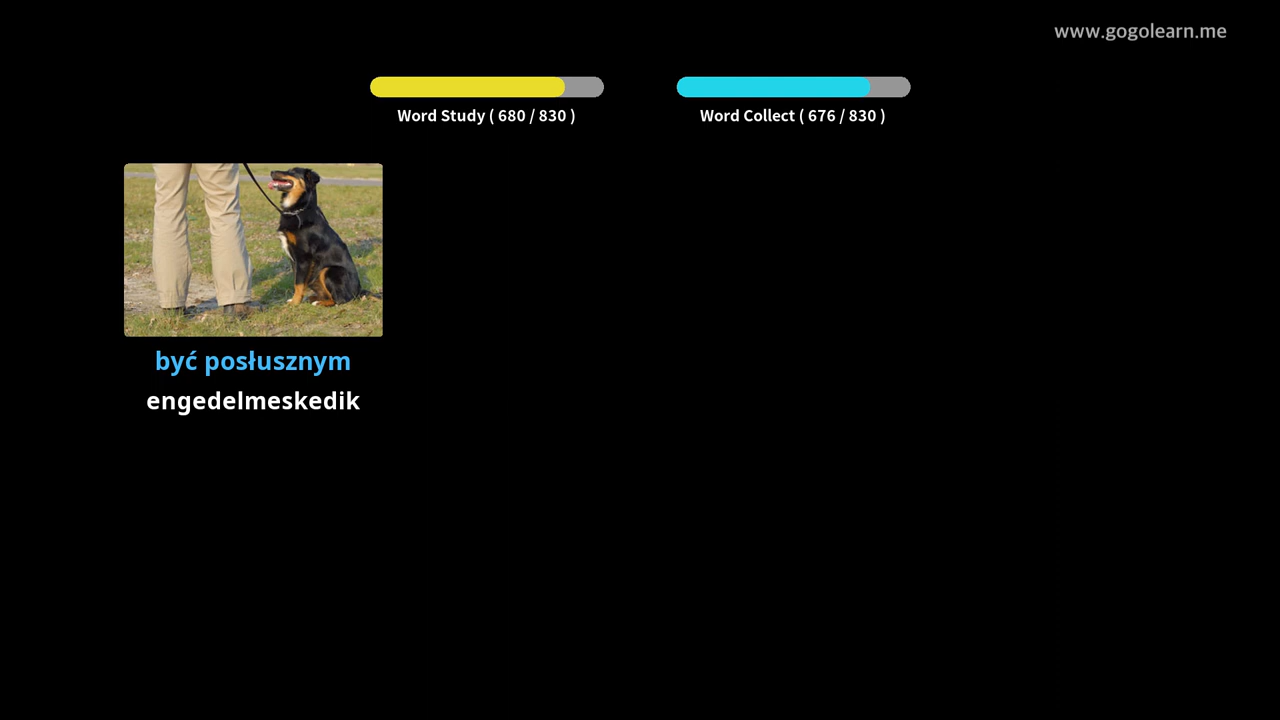 www.gogolearn.me
Word Study ( 680 / 830 )
Word Collect ( 676 / 830 )
być posłusznym
engedelmeskedik